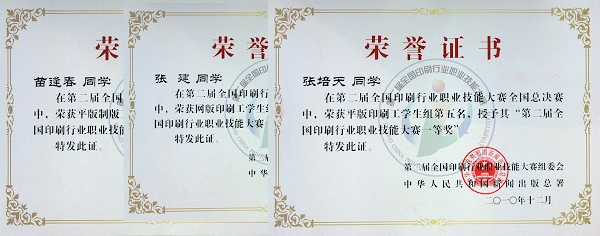 荣
苗逢春 同学
在第二届全国
中，荣获平版制版
国印刷行业职业技
特发此证。
荣誉
张 建 同学
在第二届全国印刷
中，荣获网版印刷工学生
国印刷行业职业技能大赛
特发此证。
第二
中华
荣誉证书
张培天 同学
在第二届全国印刷行业职业技能大赛全国总决赛
中，荣获平版印刷工学生组第五名，授予其“第二届全
国印刷行业职业技能大赛一等奖”
特发此证。
第二届全国印刷行业职业技能大赛组委会
中华人民共和国新闻出版总署
二〇一〇年十二月